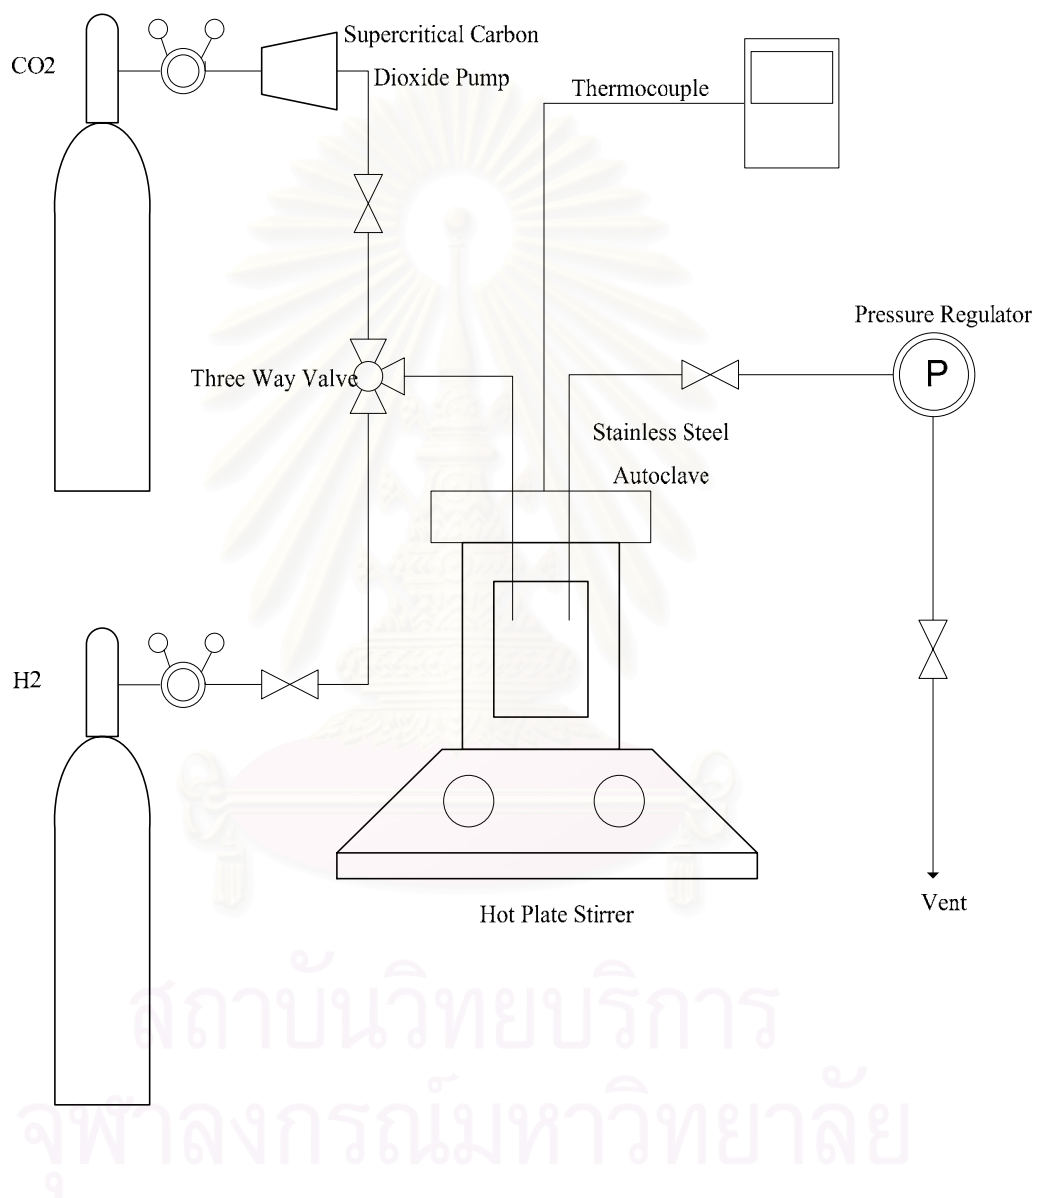 CO2
Supercritical Carbon
Dioxide Pump
Thermocouple
Pressure Regulator
P
Three Way Valve
Stainless Steel
Autoclave
H2
Vent
Hot Plate Stirrer
สถาบันวิทยบริการ
จุฬาลงกรณ์มหาวิทยาลัย